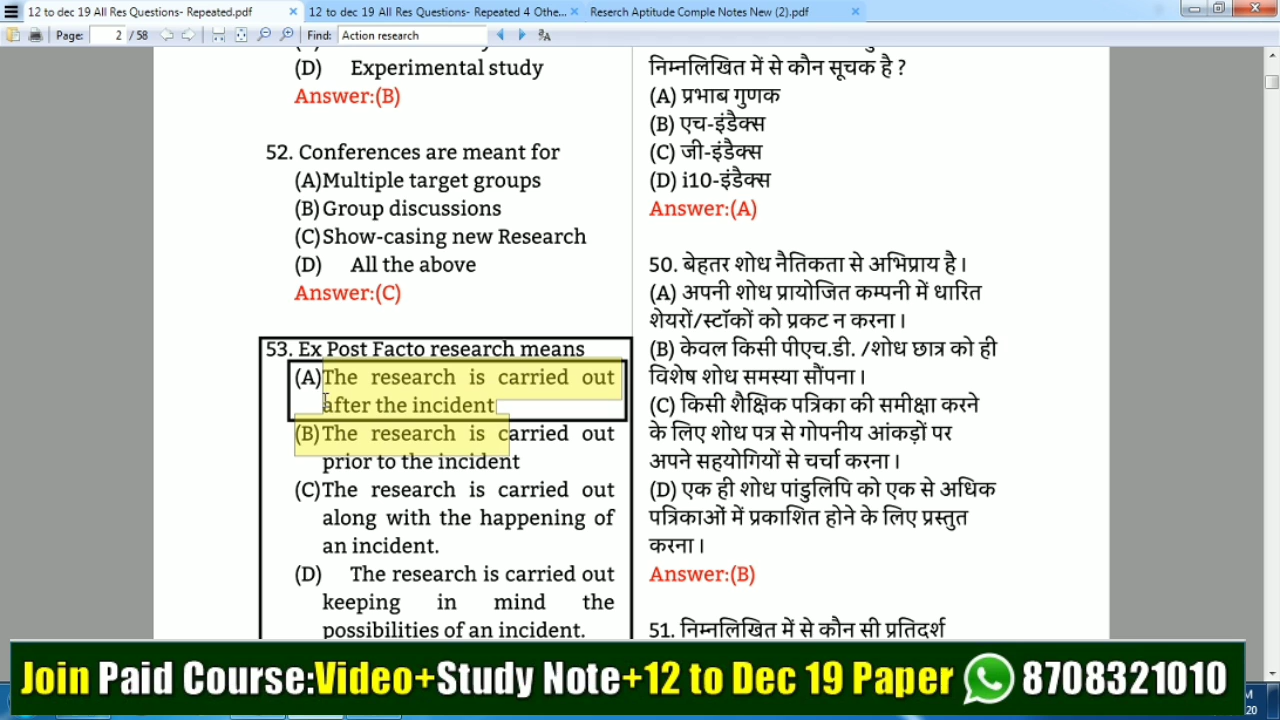 12 to dec 19 All Res Questions- Repeated.pdf
12 to dec 19 All Res Questions- Repeated 4 Othe...
Reserch Aptitude Comple Notes New (2).pdf
Page: 2 / 58 Find: Action research
(D) Experimental study
Answer:(B)
52. Conferences are meant for
(A)Multiple target groups
(B)Group discussions
(C)Show-casing new Research
(D) All the above
Answer:(C)
53. Ex Post Facto research means
(A)The research is carried out
after the incident
(B)The research is carried out
prior to the incident
(C)The research is carried out
along with the happening of
an incident.
(D) The research is carried out
keeping in mind the
possibilities of an incident.
निम्नलिखित में से कौन सूचक है ?
(A) प्रभाब गुणक
(B) एच-इंडैक्स
(C) जी-इंडैक्स
(D) i10-इंडैक्स
Answer:(A)
50. बेहतर शोध नैतिकता से अभिप्राय है ।
(A) अपनी शोध प्रायोजित कम्पनी में धारित
शेयरों/स्टॉकों को प्रकट न करना ।
(B) केवल किसी पीएच.डी. /शोध छात्र को ही
विशेष शोध समस्या सौंपना ।
(C) किसी शैक्षिक पत्रिका की समीक्षा करने
के लिए शोध पत्र से गोपनीय आंकड़ों पर
अपने सहयोगियों से चर्चा करना ।
(D) एक ही शोध पांडुलिपि को एक से अधिक
पत्रिकाओं में प्रकाशित होने के लिए प्रस्तुत
करना ।
Answer:(B)
51. निम्नलिखित में से कौन सी प्रतिदर्श
Join Paid Course:Video+Study Note+12 to Dec 19 Paper 8708321010